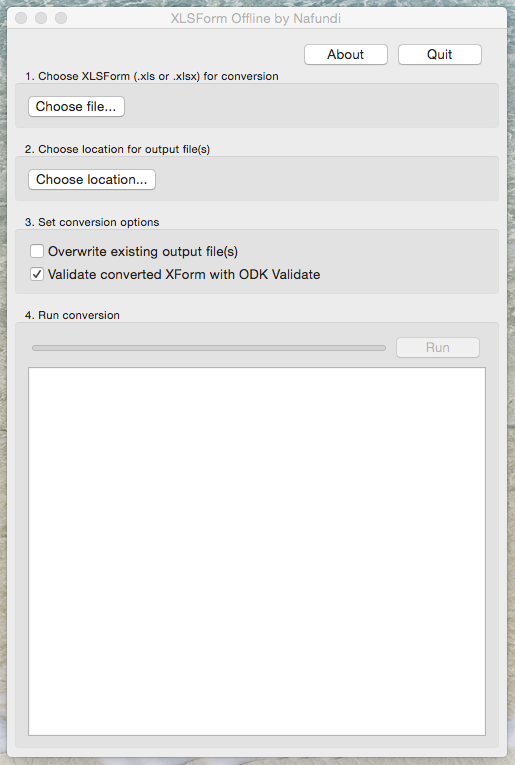 XLSForm Offline by Nafundi
About Quit
1. Choose XLSForm (.xls or .xlsx) for conversion
Choose file...
2. Choose location for output file(s)
Choose location...
3. Set conversion options
Overwrite existing output file(s)
Validate converted XForm with ODK Validate
4. Run conversion
Run